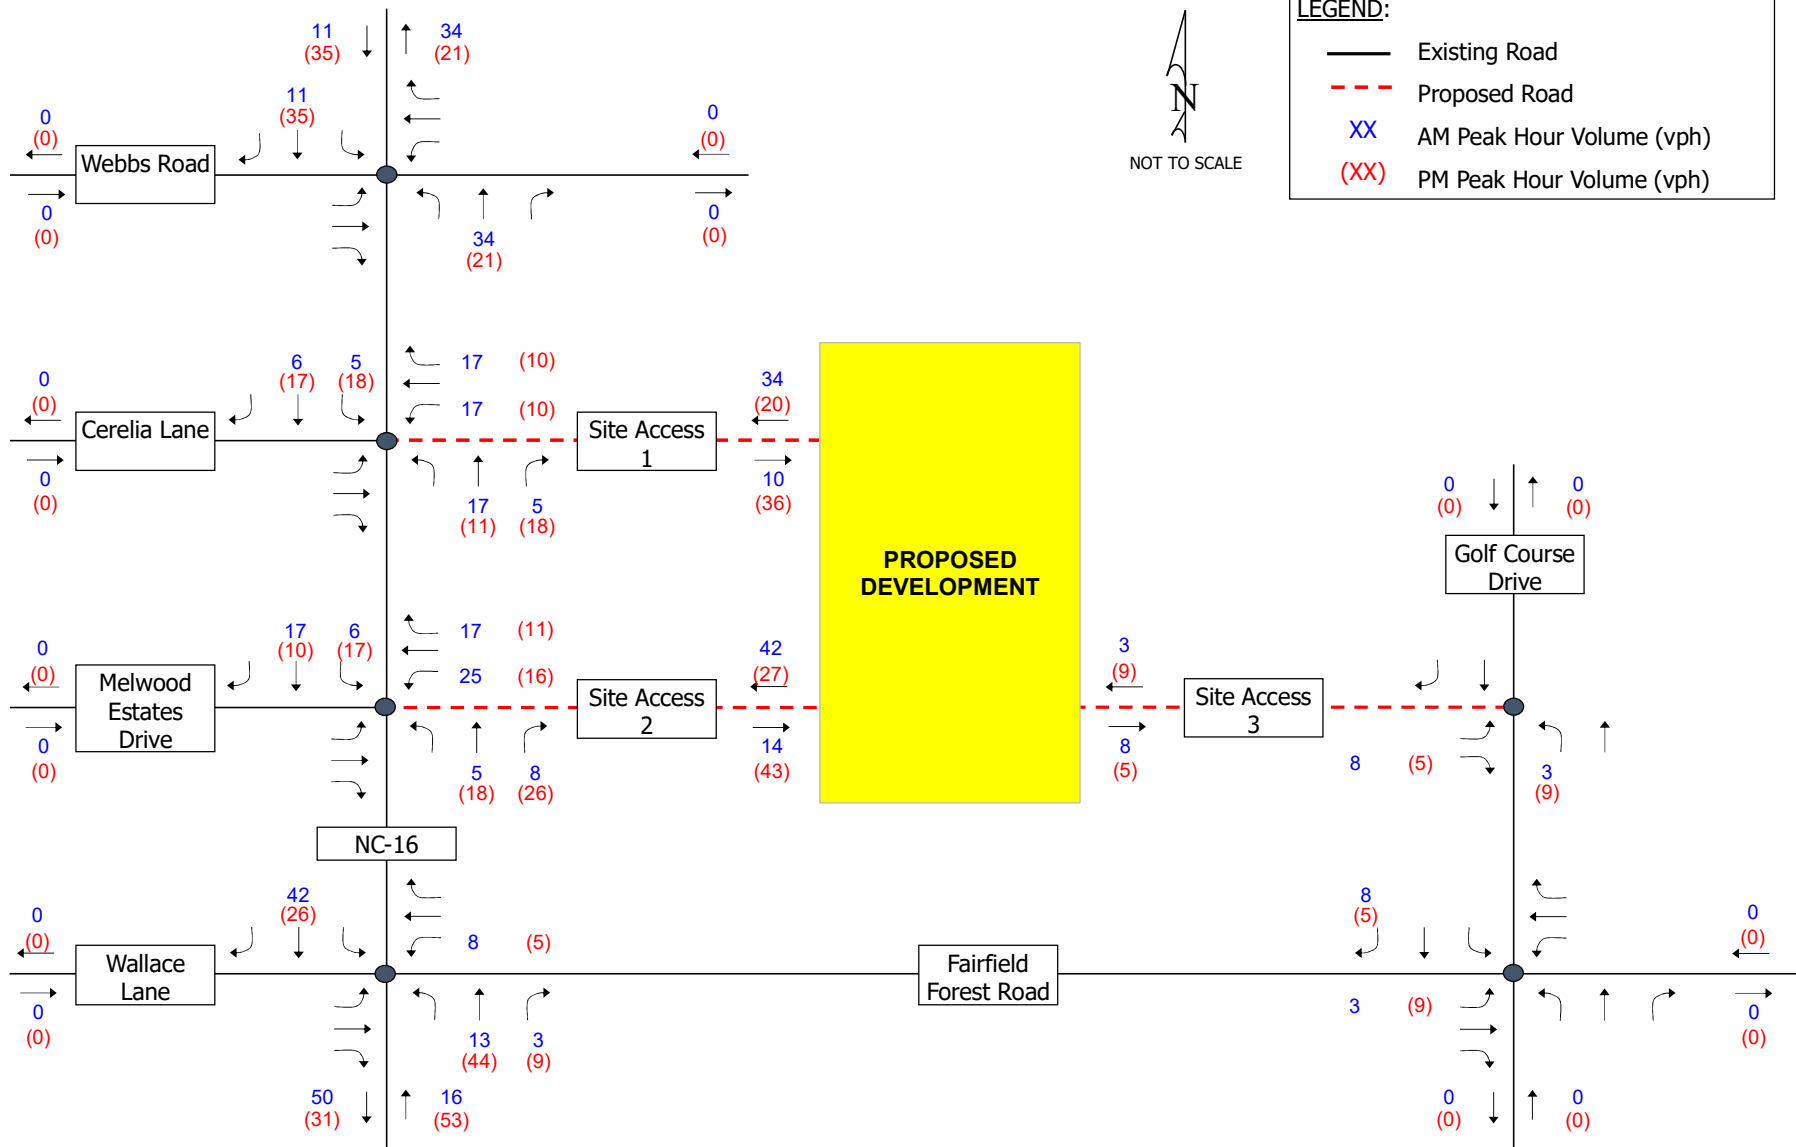 LEGEND:
Existing Road
Proposed Road
XX AM Peak Hour Volume (vph)
(XX) PM Peak Hour Volume (vph)
N
NOT TO SCALE
11 34
(35) (21)
11
(35)
0 0
(0) (0)
Webbs Road
0 0
(0) (0)
34
(21)
6 5 17 (10)
(17) (18)
0 34
(0) (20)
17 (10)
Cerelia Lane
Site Access
1
0 10
(0) (36)
17 5
(11) (18)
0 0
(0) (0)
Golf Course
Drive
PROPOSED
DEVELOPMENT
17 6 17 (11)
(10) (17)
0 42 3
(0) (27) (9)
25 (16)
Melwood
Estates
Drive
Site Access
2
Site Access
3
0 14 8
(0) (43) (5)
8 (5)
5 8 3
(18) (26) (9)
NC-16
42 8
(26) (5)
0 0
(0) (0)
8 (5)
Wallace
Lane
Fairfield
Forest Road
0 3 (9) 0
(0) (0)
13 3
(44) (9)
50 16 0 0
(31) (53) (0) (0)